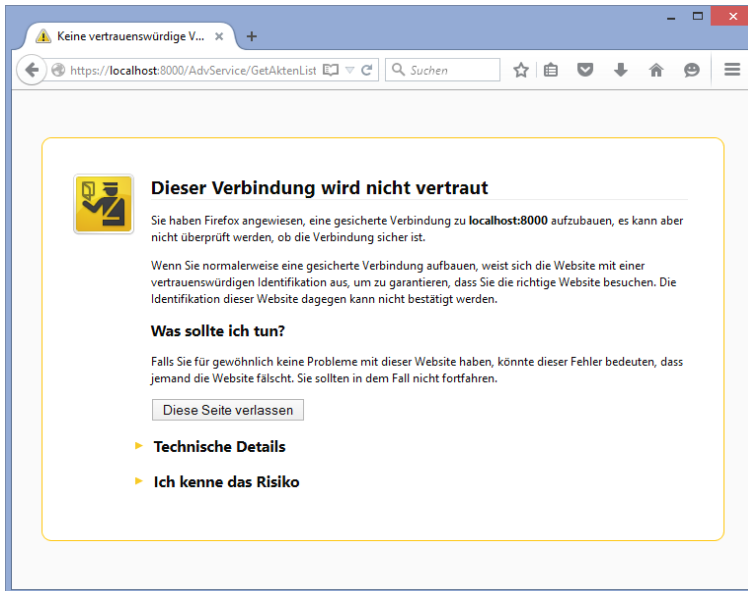 Keine vertrauenswürdige V...
https://localhost:8000/AdvService/GetAktenList
Suchen
Dieser Verbindung wird nicht vertraut
Sie haben Firefox angewiesen, eine gesicherte Verbindung zu localhost:8000 aufzubauen, es kann aber
nicht überprüft werden, ob die Verbindung sicher ist.
Wenn Sie normalerweise eine gesicherte Verbindung aufbauen, weist sich die Website mit einer
vertrauenswürdigen Identifikation aus, um zu garantieren, dass Sie die richtige Website besuchen. Die
Identifikation dieser Website dagegen kann nicht bestätigt werden.
Was sollte ich tun?
Falls Sie für gewöhnlich keine Probleme mit dieser Website haben, könnte dieser Fehler bedeuten, dass
jemand die Website fälscht. Sie sollten in dem Fall nicht fortfahren.
Diese Seite verlassen
Technische Details
Ich kenne das Risiko